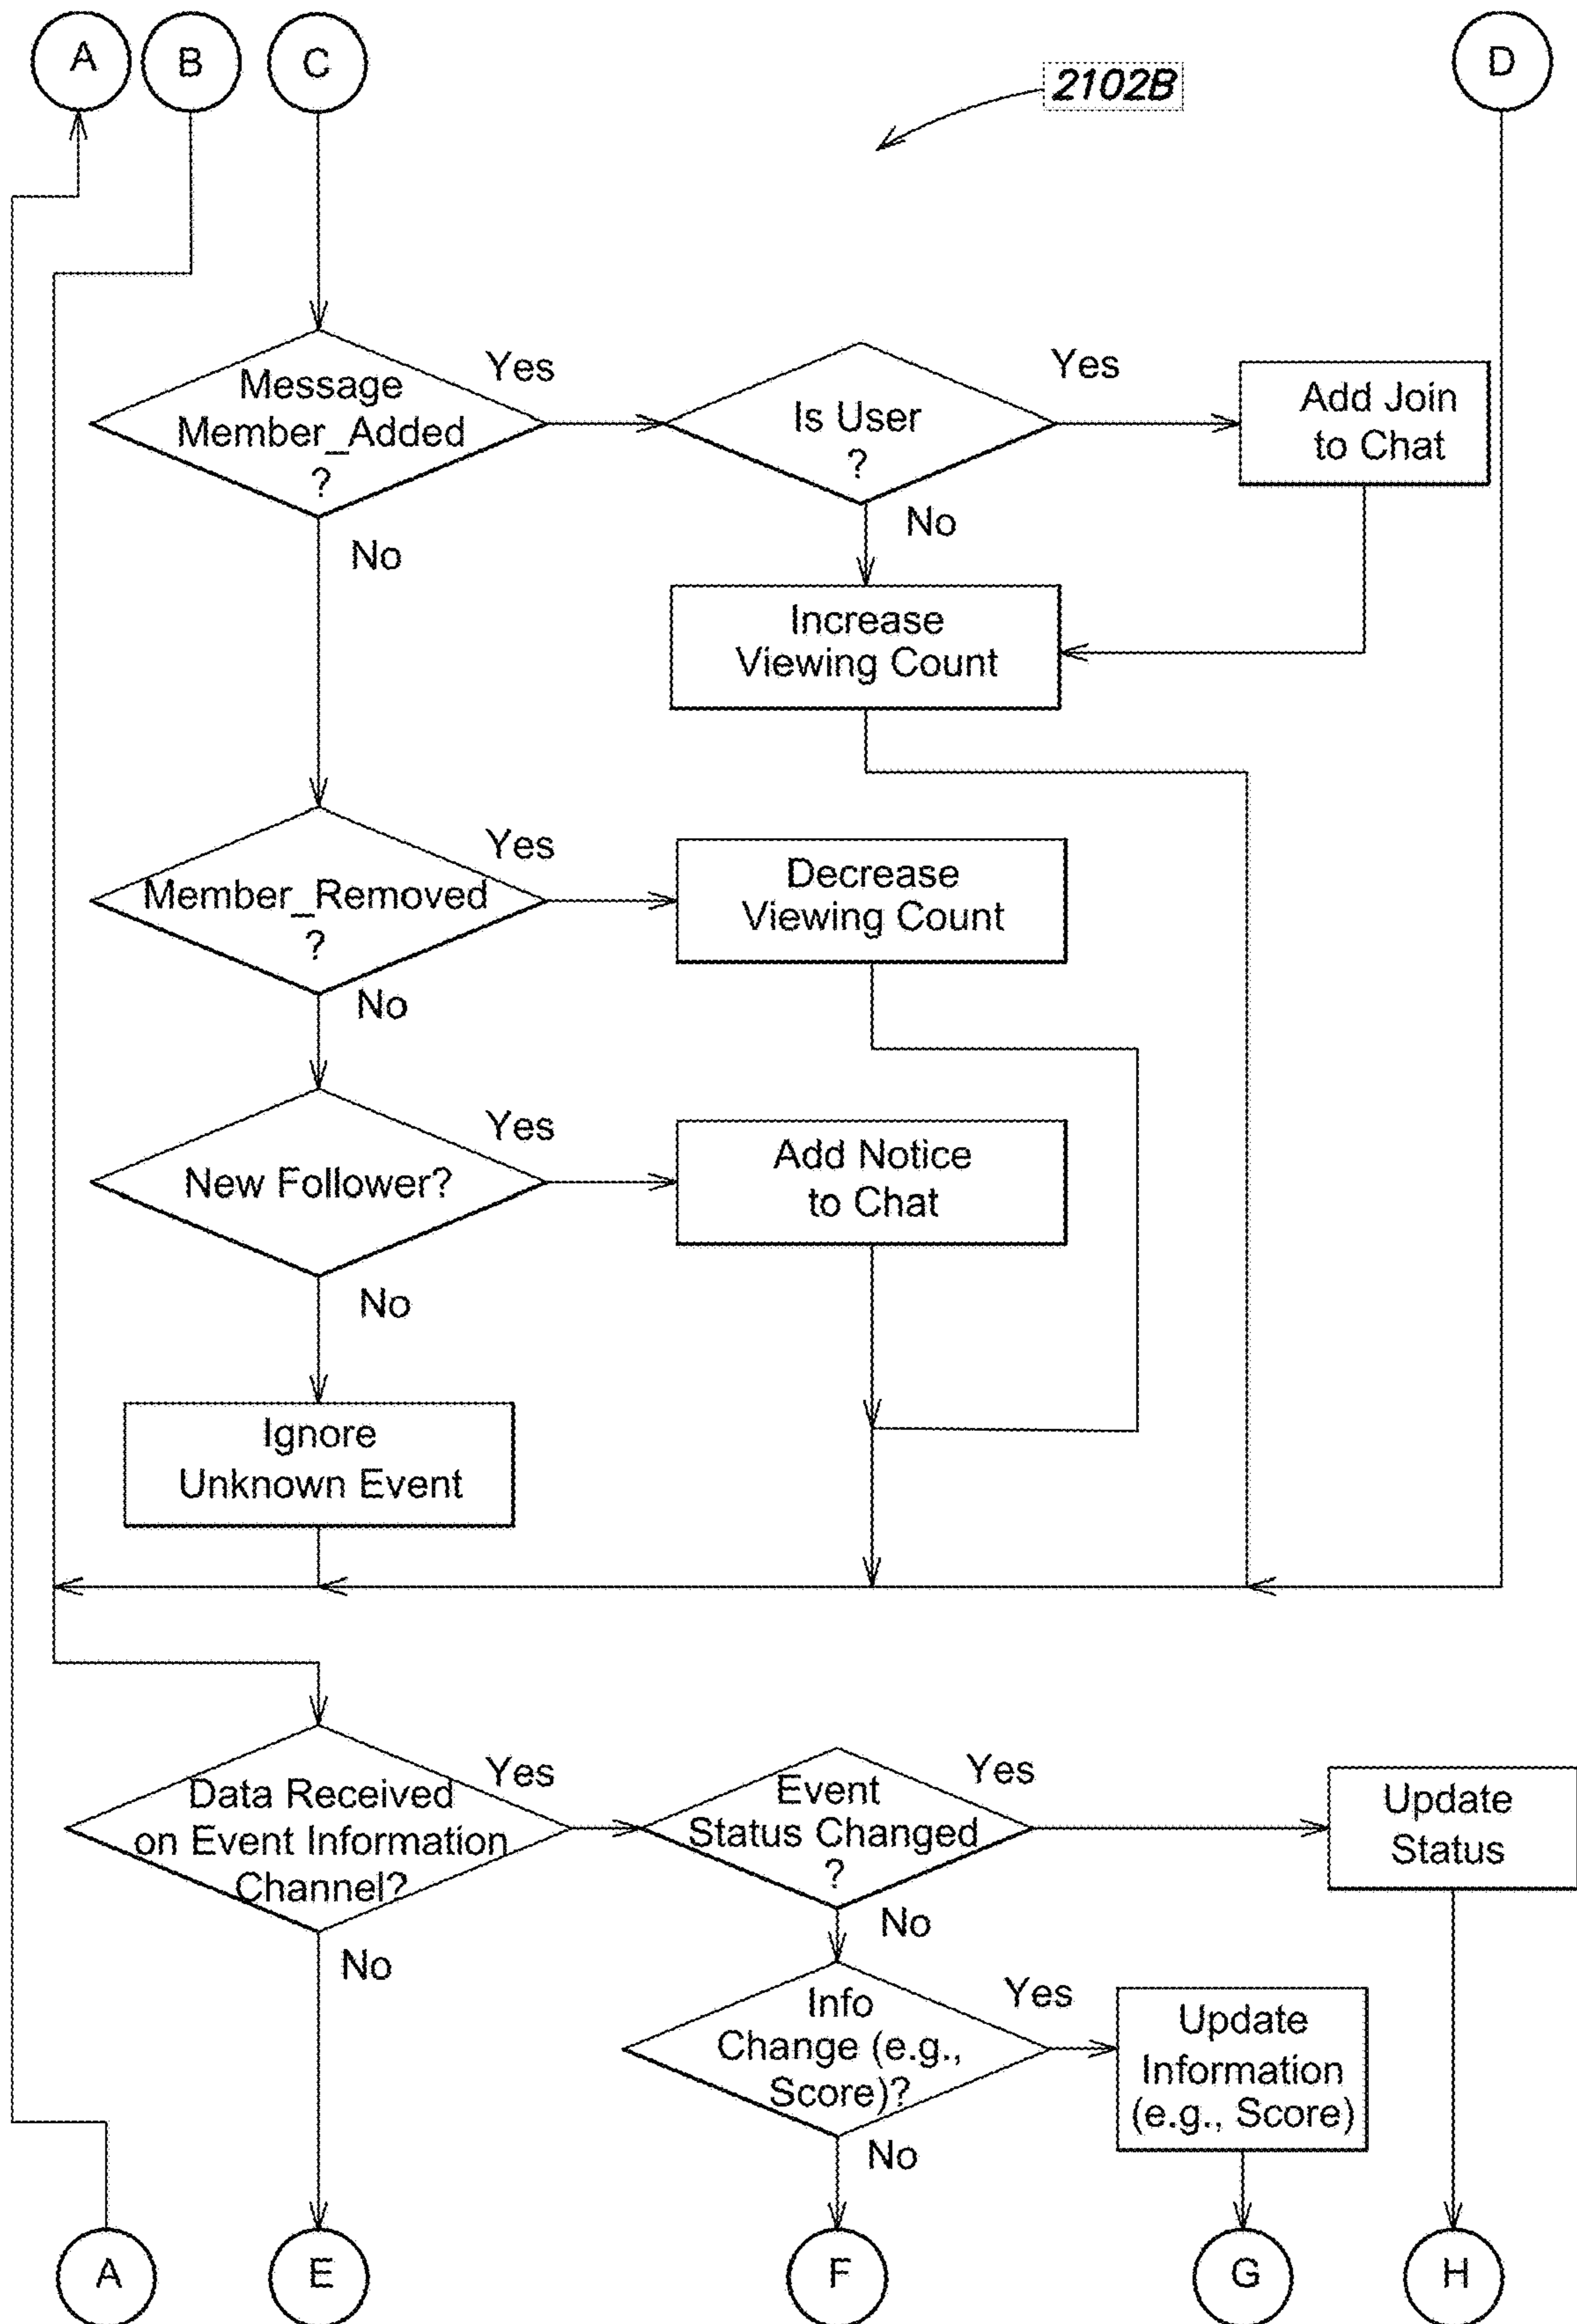 A
B
C
D
2102B
Message
Member_Added
?
Yes
Is User
?
Yes
Add Join
to Chat
No
No
Increase
Viewing Count
Member_Removed
?
Yes
Decrease
Viewing Count
No
New Follower?
Yes
Add Notice
to Chat
No
Ignore
Unknown Event
Data Received
on Event Information
Channel?
Yes
Event
Status Changed
?
Yes
Update
Status
No
No
Info
Change (e.g.,
Score)?
Yes
Update
Information
(e.g., Score)
No
A
E
F
G
H